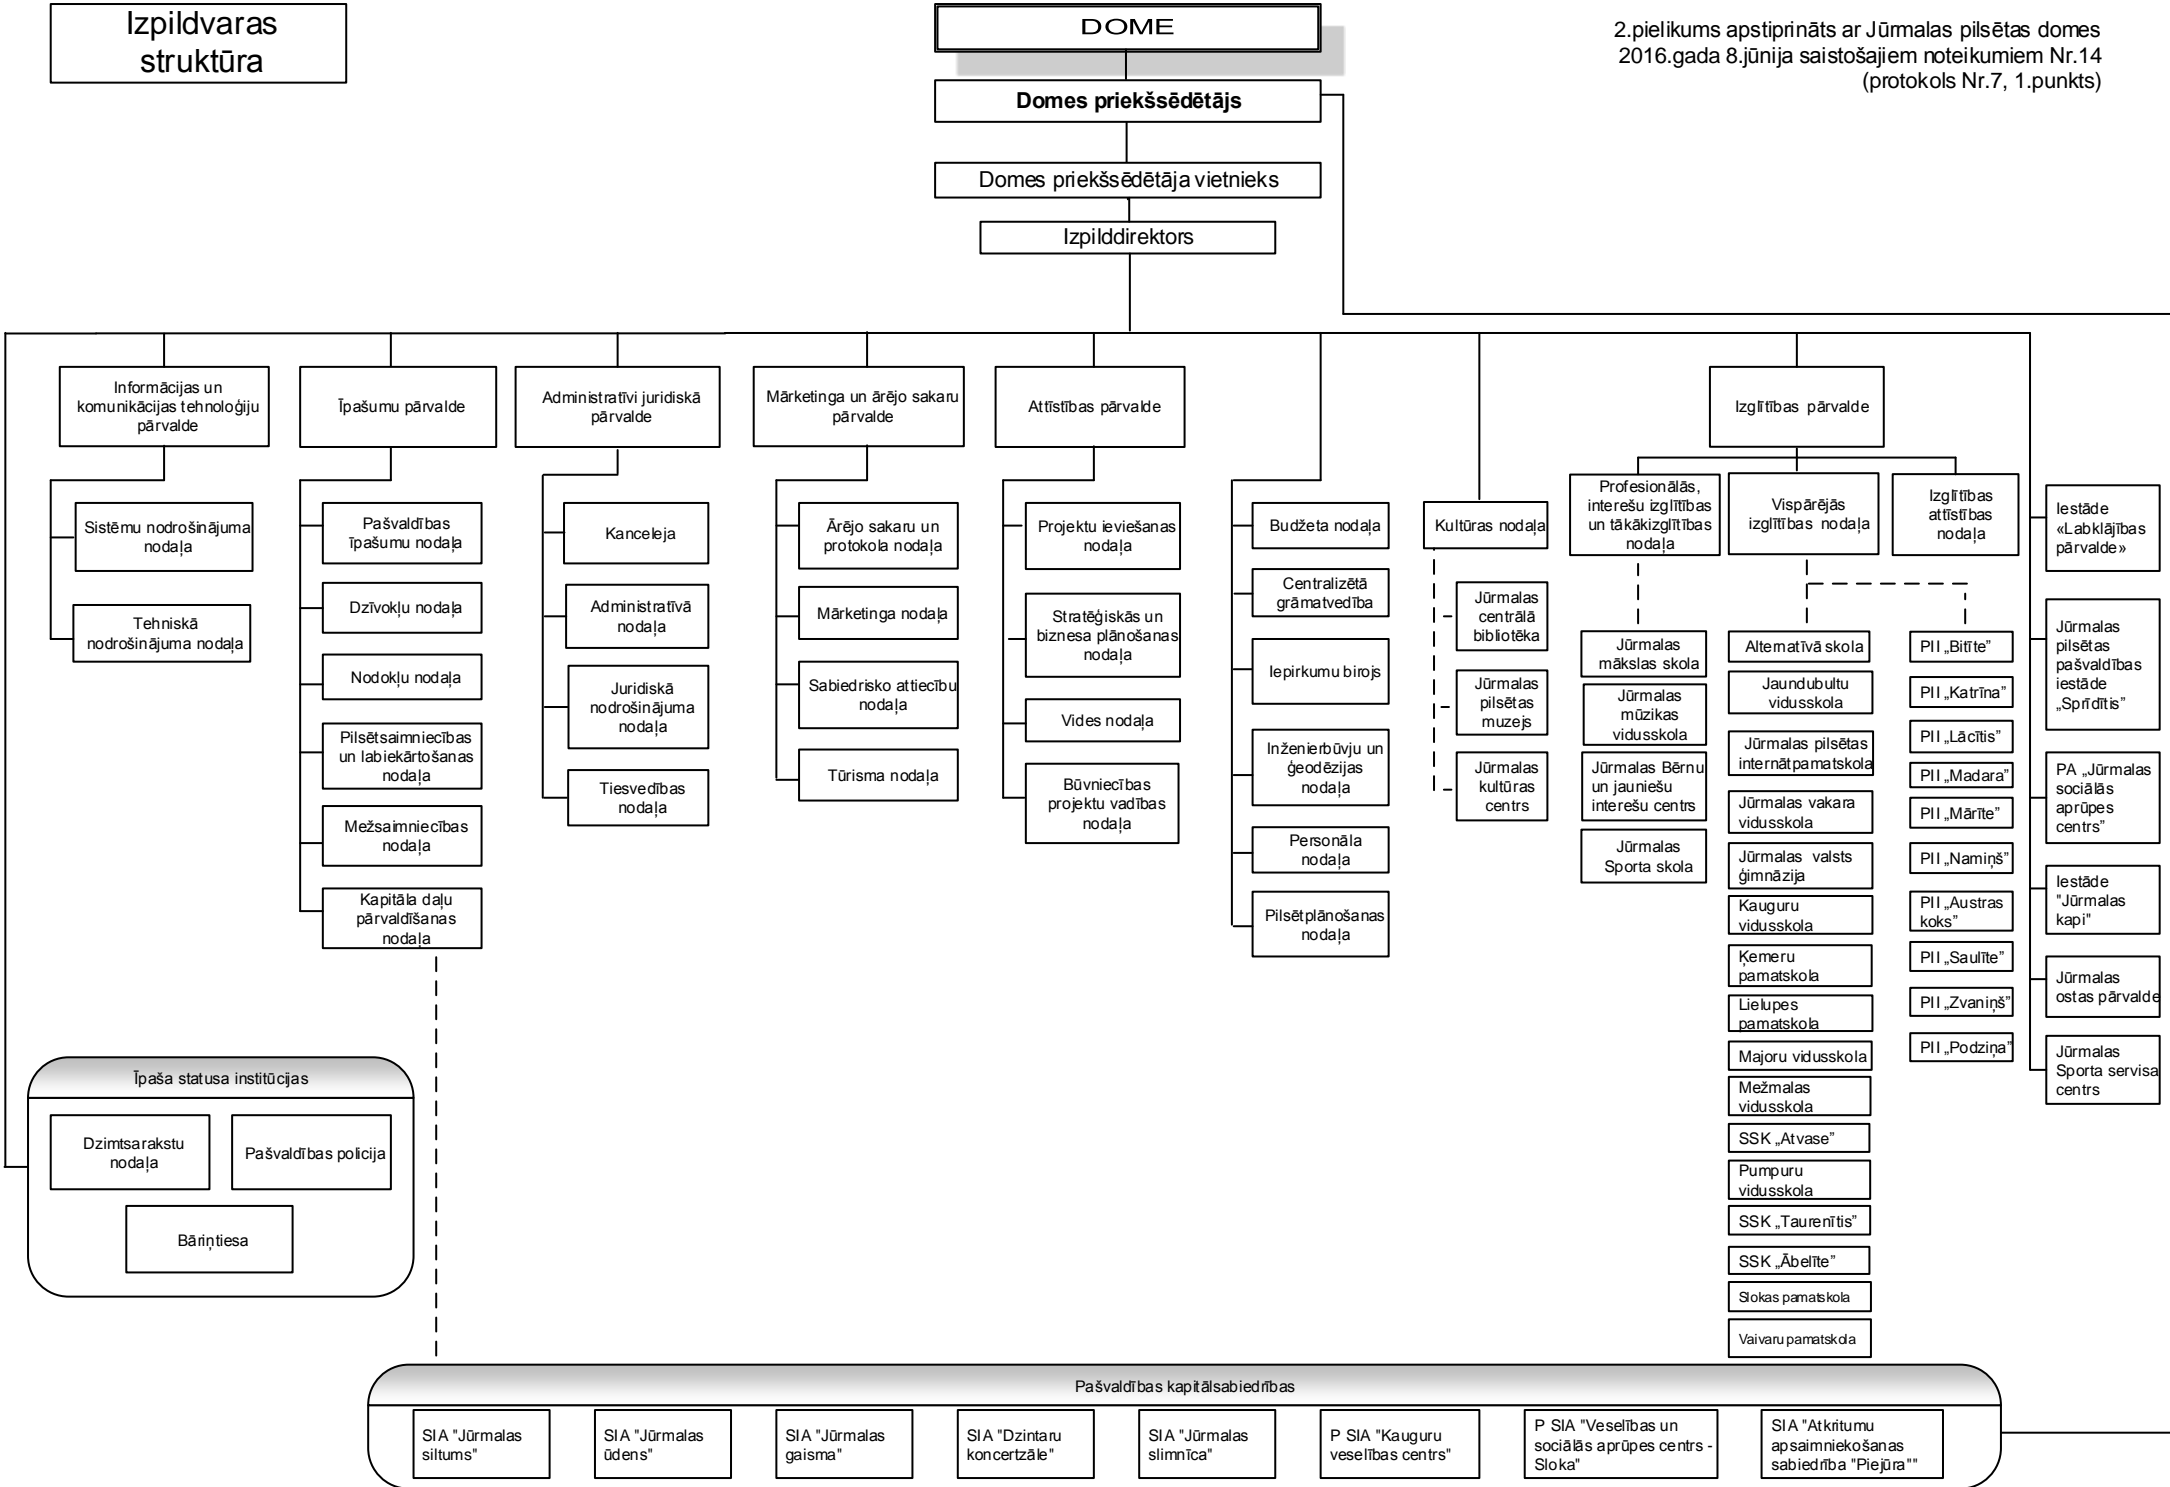 Izpildvaras
struktūra
DOME
2.pielikums apstiprināts ar Jūrmalas pilsētas domes
2016.gada 8.jūnija saistošajiem noteikumiem Nr.14
(protokols Nr.7, 1.punkts)
Domes priekšsēdētājs
Domes priekšsēdētāja vietnieks
Izpilddirektors
Informācijas un
komunikācijas tehnoloģiju
pārvalde
Sistēmu nodrošinājuma
nodaļa
Tehniskā
nodrošinājuma nodaļa
Īpašumu pārvalde
Pašvaldības
īpašumu nodaļa
Dzīvokļu nodaļa
Nodokļu nodaļa
Pilsētsaimniecības
un labiekārtošanas
nodaļa
Mežsaimniecības
nodaļa
Kapitāla daļu
pārvaldīšanas
nodaļa
Administratīvi juridiskā
pārvalde
Kanceleja
Administratīvā
nodaļa
Juridiskā
nodrošinājuma
nodaļa
Tiesvedības
nodaļa
Mārketinga un ārējo sakaru
pārvalde
Ārējo sakaru un
protokola nodaļa
Mārketinga nodaļa
Sabiedrisko attiecību
nodaļa
Tūrisma nodaļa
Attīstības pārvalde
Projektu ieviešanas
nodaļa
Stratēģiskās un
biznesa plānošanas
nodaļa
Vides nodaļa
Būvniecības
projektu vadības
nodaļa
Budžeta nodaļa
Centralizētā
grāmatvedība
Iepirkumu birojs
Inženierbūvju un
ģeodēzijas
nodaļa
Personāla
nodaļa
Pilsētplānošanas
nodaļa
Kultūras nodaļa
Jūrmalas
centrālā
bibliotēka
Jūrmalas
pilsētas
muzejs
Jūrmalas
kultūras
centrs
Izglītības pārvalde
Profesionālās,
interešu izglītības
un tākākizglītības
nodaļa
Jūrmalas
mākslas skola
Jūrmalas
mūzikas
vidusskola
Jūrmalas Bērnu
un jauniešu
interešu centrs
Jūrmalas
Sporta skola
Vispārējās
izglītības nodaļa
Alternatīvā skola
Jaundubultu
vidusskola
Jūrmalas pilsētas
internātpamatskola
Jūrmalas vakara
vidusskola
Jūrmalas valsts
ģimnāzija
Kauguru
vidusskola
Ķemeru
pamatskola
Lielupes
pamatskola
Majoru vidusskola
Mežmalas
vidusskola
SSK „Atvase”
Pumpuru
vidusskola
SSK „Taurenītis”
SSK „Ābelīte”
Slokas pamatskola
Vaivaru pamatskola
Izglītības
attīstības
nodaļa
PII „Bitīte”
PII „Katrīna”
PII „Lācītis”
PII „Madara”
PII „Mārīte”
PII „Namiņš”
PII „Austras
koks”
PII „Saulīte”
PII „Zvaniņš”
PII „Podziņa”
Iestāde
«Labklājības
pārvalde»
Jūrmalas
pilsētas
pašvaldības
iestāde
„Sprīdītis”
PA „Jūrmalas
sociālās
aprūpes
centrs”
Iestāde
"Jūrmalas
kapi"
Jūrmalas
ostas pārvalde
Jūrmalas
Sporta servisa
centrs
Īpaša statusa institūcijas
Dzimtsarakstu
nodaļa
Pašvaldības policija
Bāriņtiesa
Pašvaldības kapitālsabiedrības
SIA "Jūrmalas
siltums"
SIA "Jūrmalas
ūdens"
SIA "Jūrmalas
gaisma"
SIA "Dzintaru
koncertzāle"
SIA "Jūrmalas
slimnīca"
P SIA "Kauguru
veselības centrs"
P SIA "Veselības un
sociālās aprūpes centrs -
Sloka"
SIA "Atkritumu
apsaimniekošanas
sabiedrība "Piejūra""